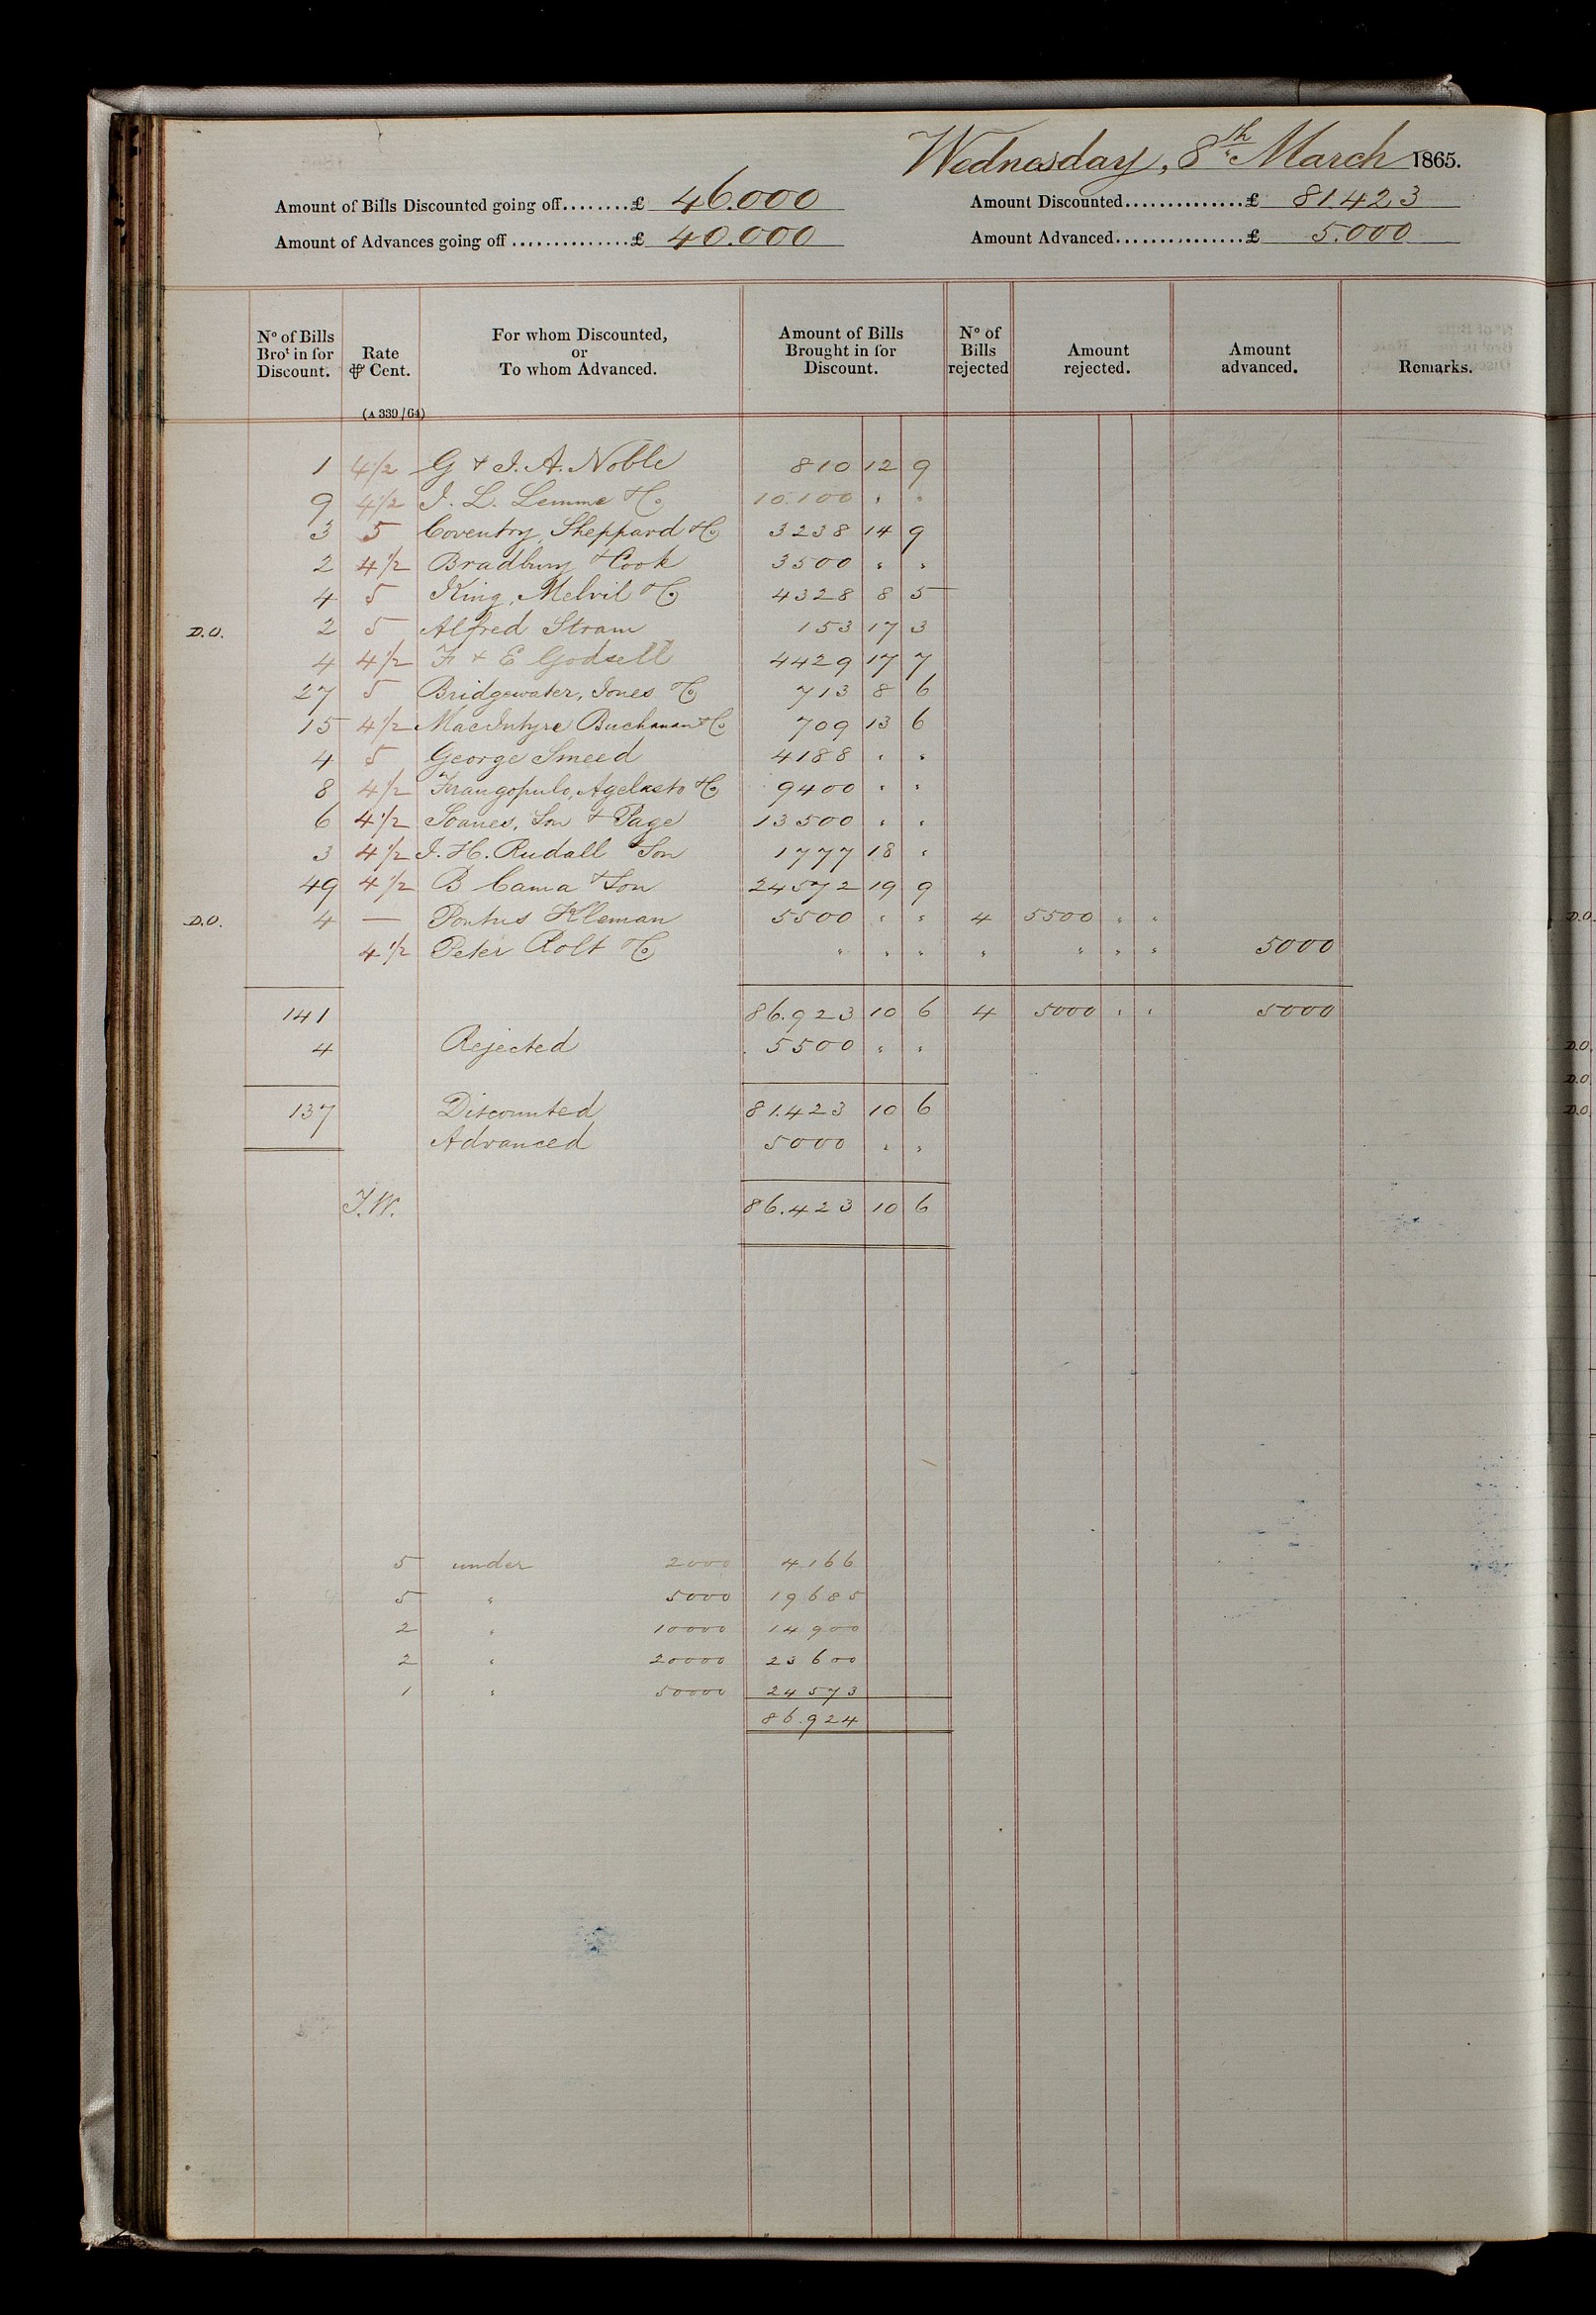 Wednesday, 8th March 1865.
Amount of Bills Discounted going off........£ 46.000 Amount Discounted...............£ 81.423
Amount of Advances going off..............£ 40.000 Amount Advanced................£ 5.000
No of Bills Brot in for Discount. Rate ⅌ Cent. For whom Discounted, or To whom Advanced. Amount of Bills Brought in for Discount. No of Bills rejected Amount rejected. Amount advanced. Remarks.
(A 339/64)
1 4½ G & J. A. Noble 810 12 9
9 4½ J. L. Lemme & Co 10.100 " "
3 5 Coventry, Sheppard & Co 3238 14 9
2 4½ Bradbury & Cook 3500 " "
4 5 King, Melvil & Co 4328 8 5
D.O. 2 5 Alfred Stram 153 17 3
4 4½ F & E Godsell 4429 17 7
27 5 Bridgewater, Jones & Co 713 8 6
15 4½ MacIntyre Buchanan & Co 709 13 6
4 5 George Smeed 4188 " "
8 4½ Frangopulo, Agelasto & Co 9400 " "
6 4½ Soanes, Son & Page 13500 " "
3 4½ J. H. Rudall & Son 1777 18 "
49 4½ B Cama & Son 24572 19 9
D.O. 4 — Pontus Kleman 5500 " " 4 5500 " " D.O.
4½ Peter Rolt & Co " " " " " " " 5000
141 86.923 10 6 4 5000 " " 5000
4 Rejected 5500 " " D.O.
D.O.
137 Discounted 81.423 10 6 D.O.
Advanced 5000 " "
J.W. 86.423 10 6
5 under 2000 4166
5 " 5000 19685
2 " 10000 14900
2 " 20000 23600
1 " 50000 24573
86.924